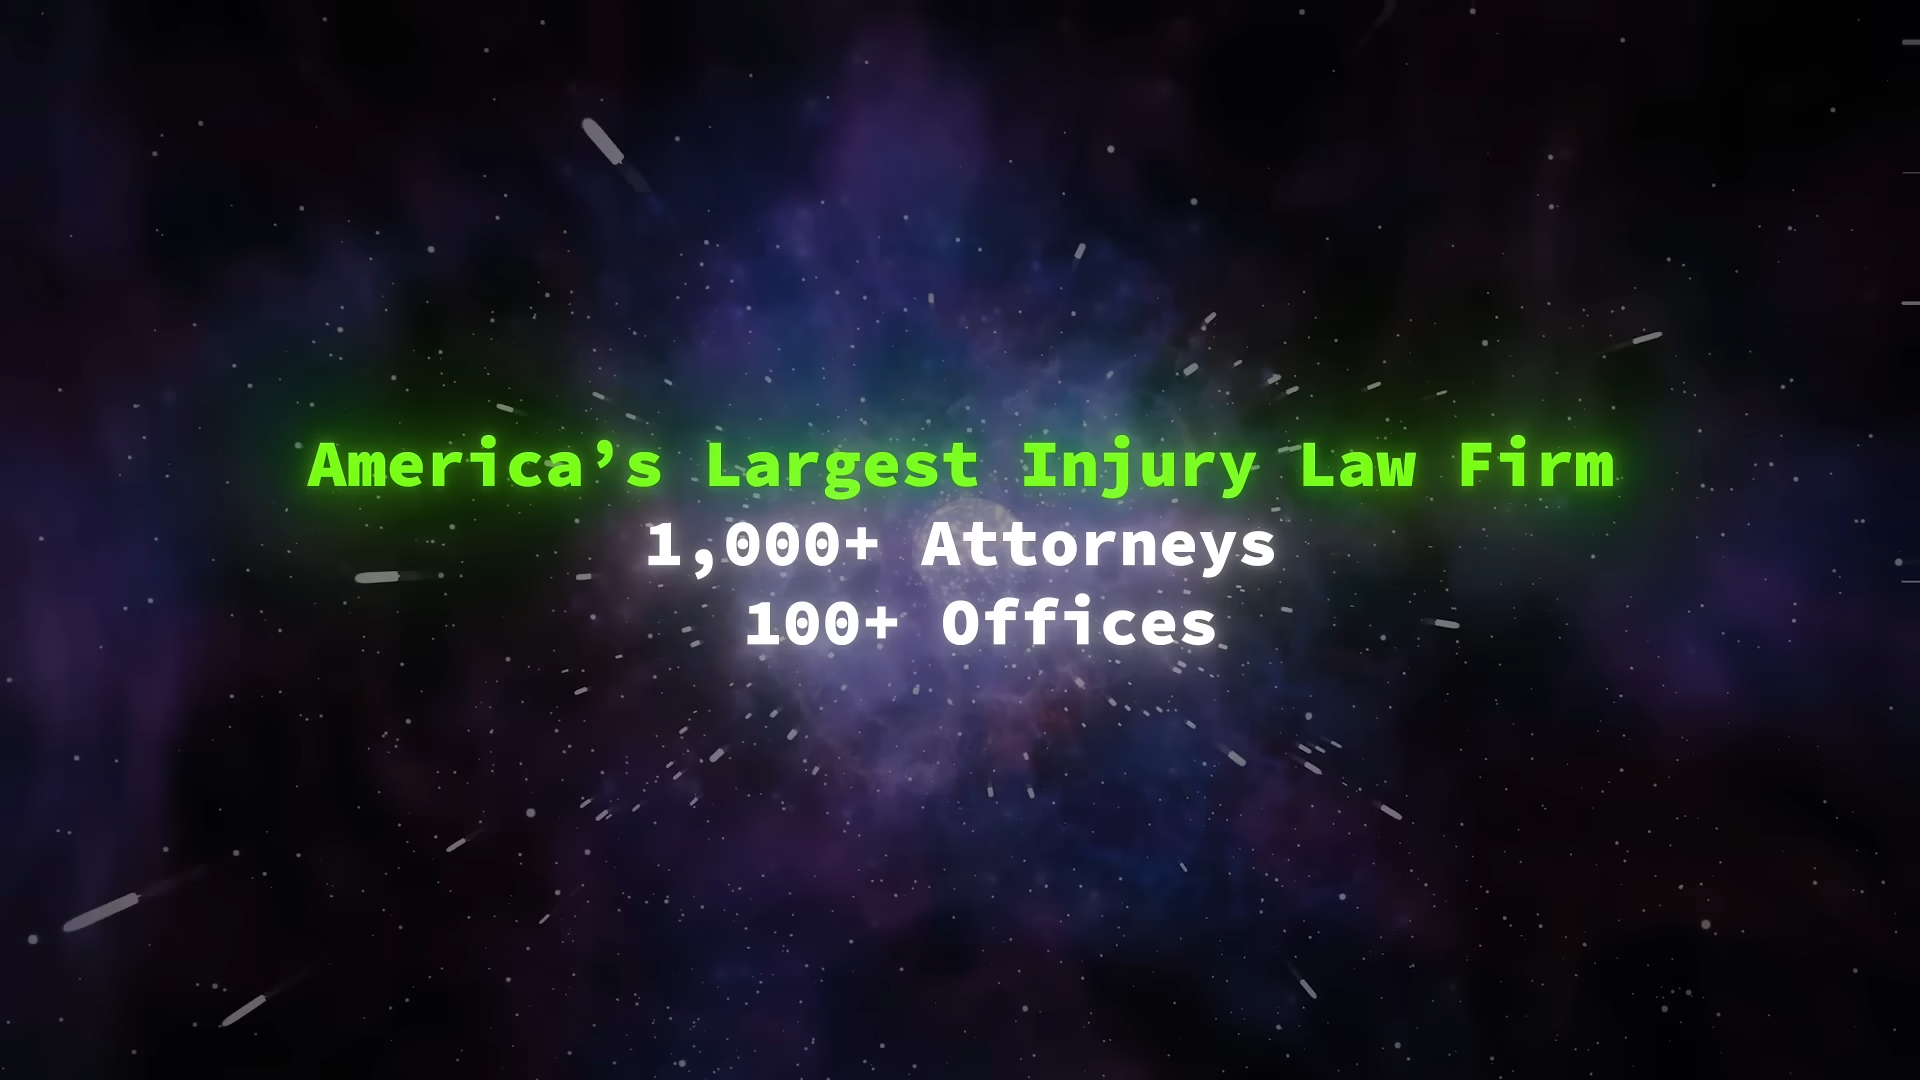 America’s Largest Injury Law Firm
1,000+ Attorneys
100+ Offices